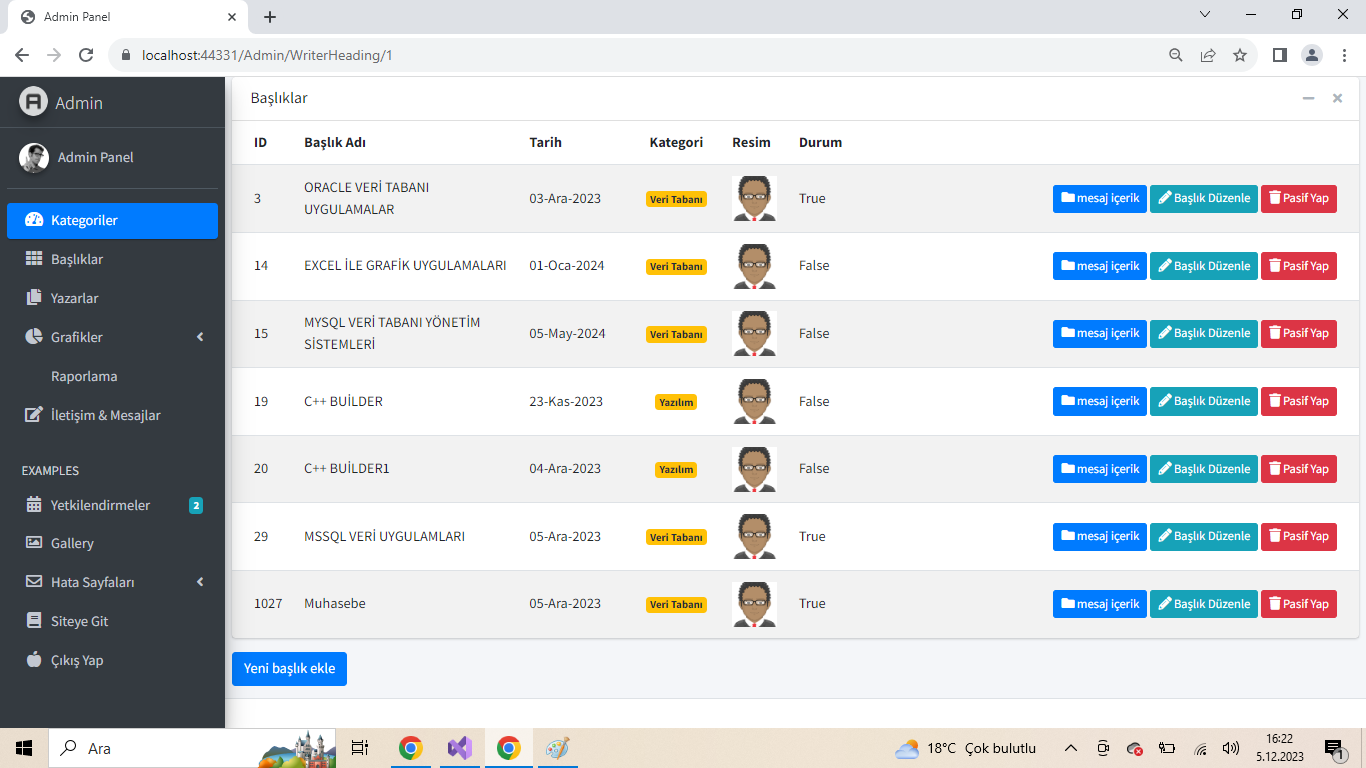 Admin Panel
localhost:44331/Admin/WriterHeading/1
Admin
Admin Panel
Kategoriler
Başlıklar
Yazarlar
Grafikler
Raporlama
İletişim & Mesajlar
EXAMPLES
Yetkilendirmeler 2
Gallery
Hata Sayfaları
Siteye Git
Çıkış Yap
Başlıklar
ID Başlık Adı Tarih Kategori Resim Durum
3 ORACLE VERİ TABANI UYGULAMALAR 03-Ara-2023 Veri Tabanı True mesaj içerik Başlık Düzenle Pasif Yap
14 EXCEL İLE GRAFİK UYGULAMALARI 01-Oca-2024 Veri Tabanı False mesaj içerik Başlık Düzenle Pasif Yap
15 MYSQL VERİ TABANI YÖNETİM SİSTEMLERİ 05-May-2024 Veri Tabanı False mesaj içerik Başlık Düzenle Pasif Yap
19 C++ BUİLDER 23-Kas-2023 Yazılım False mesaj içerik Başlık Düzenle Pasif Yap
20 C++ BUİLDER1 04-Ara-2023 Yazılım False mesaj içerik Başlık Düzenle Pasif Yap
29 MSSQL VERİ UYGULAMLARI 05-Ara-2023 Veri Tabanı True mesaj içerik Başlık Düzenle Pasif Yap
1027 Muhasebe 05-Ara-2023 Veri Tabanı True mesaj içerik Başlık Düzenle Pasif Yap
Yeni başlık ekle
Ara
18°C Çok bulutlu
16:22
5.12.2023
1